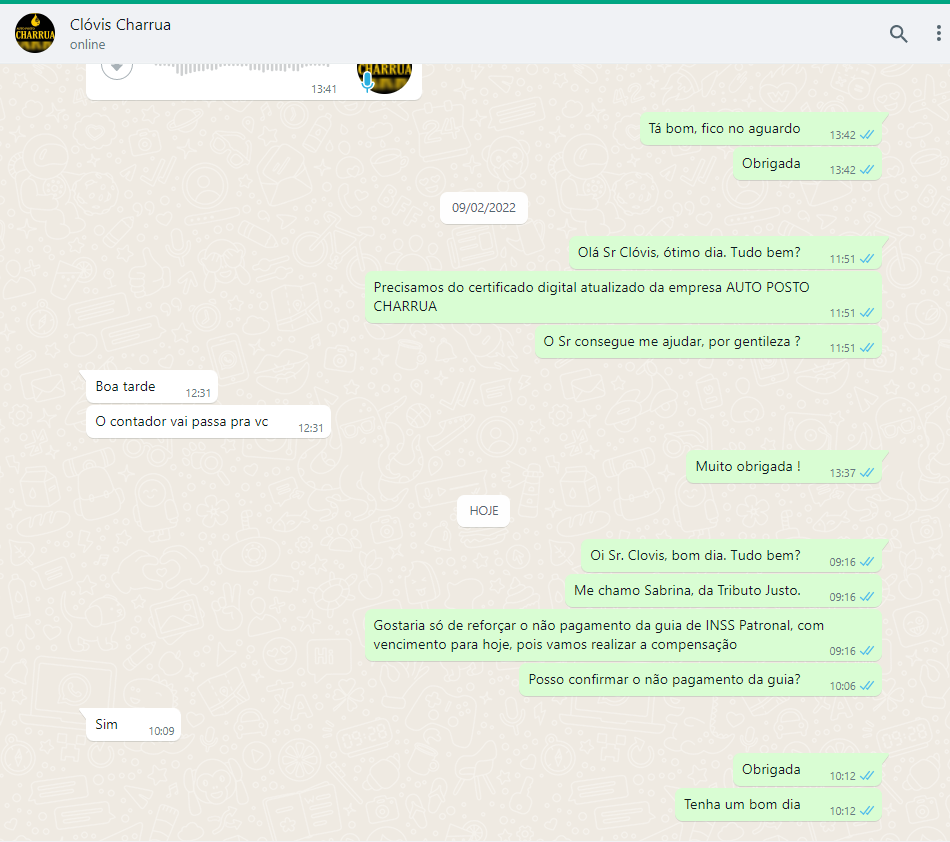 Clóvis Charrua
online
CHARRUA
CHARRUA
13:41
Tá bom, fico no aguardo
13:42
Obrigada
13:42
09/02/2022
Olá Sr Clóvis, ótimo dia. Tudo bem?
11:51
Precisamos do certificado digital atualizado da empresa AUTO POSTO
CHARRUA
11:51
O Sr consegue me ajudar, por gentileza ?
11:51
Boa tarde
12:31
O contador vai passa pra vc
12:31
Muito obrigada !
13:37
HOJE
Oi Sr. Clovis, bom dia. Tudo bem?
09:16
Me chamo Sabrina, da Tributo Justo.
09:16
Gostaria só de reforçar o não pagamento da guia de INSS Patronal, com
vencimento para hoje, pois vamos realizar a compensação
09:16
Posso confirmar o não pagamento da guia?
10:06
Sim
10:09
Obrigada
10:12
Tenha um bom dia
10:12